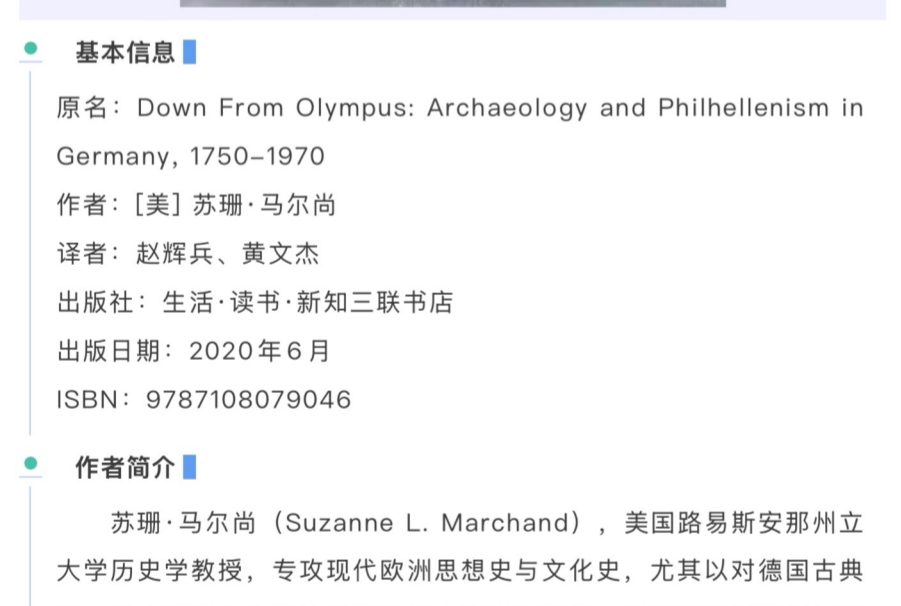 基本信息
原名：Down From Olympus: Archaeology and Philhellenism in
Germany, 1750–1970
作者：[美] 苏珊·马尔尚
译者：赵辉兵、黄文杰
出版社：生活·读书·新知三联书店
出版日期：2020年6月
ISBN：9787108079046
作者简介
苏珊·马尔尚（Suzanne L. Marchand），美国路易斯安那州立
大学历史学教授，专攻现代欧洲思想史与文化史，尤其以对德国古典